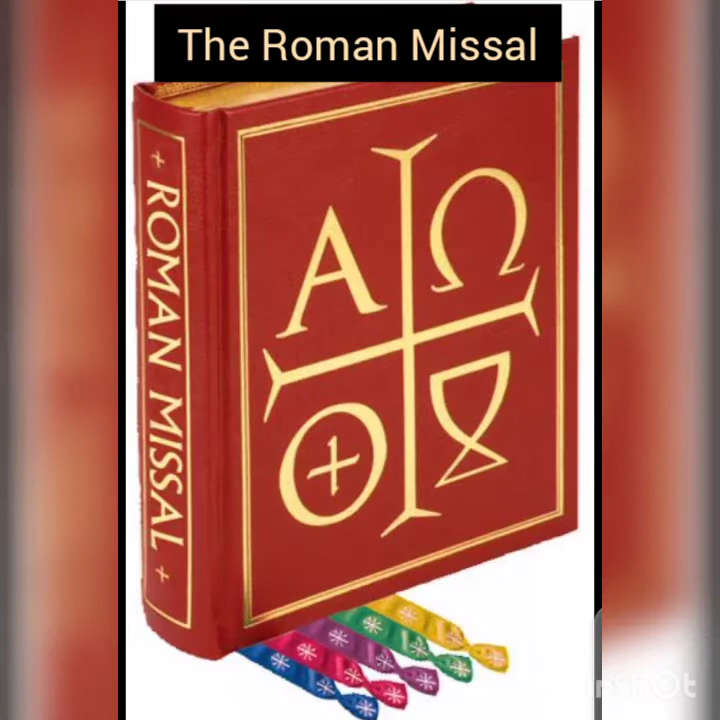 The Roman Missal
+ ROMAN MISSAL +
Α Ω